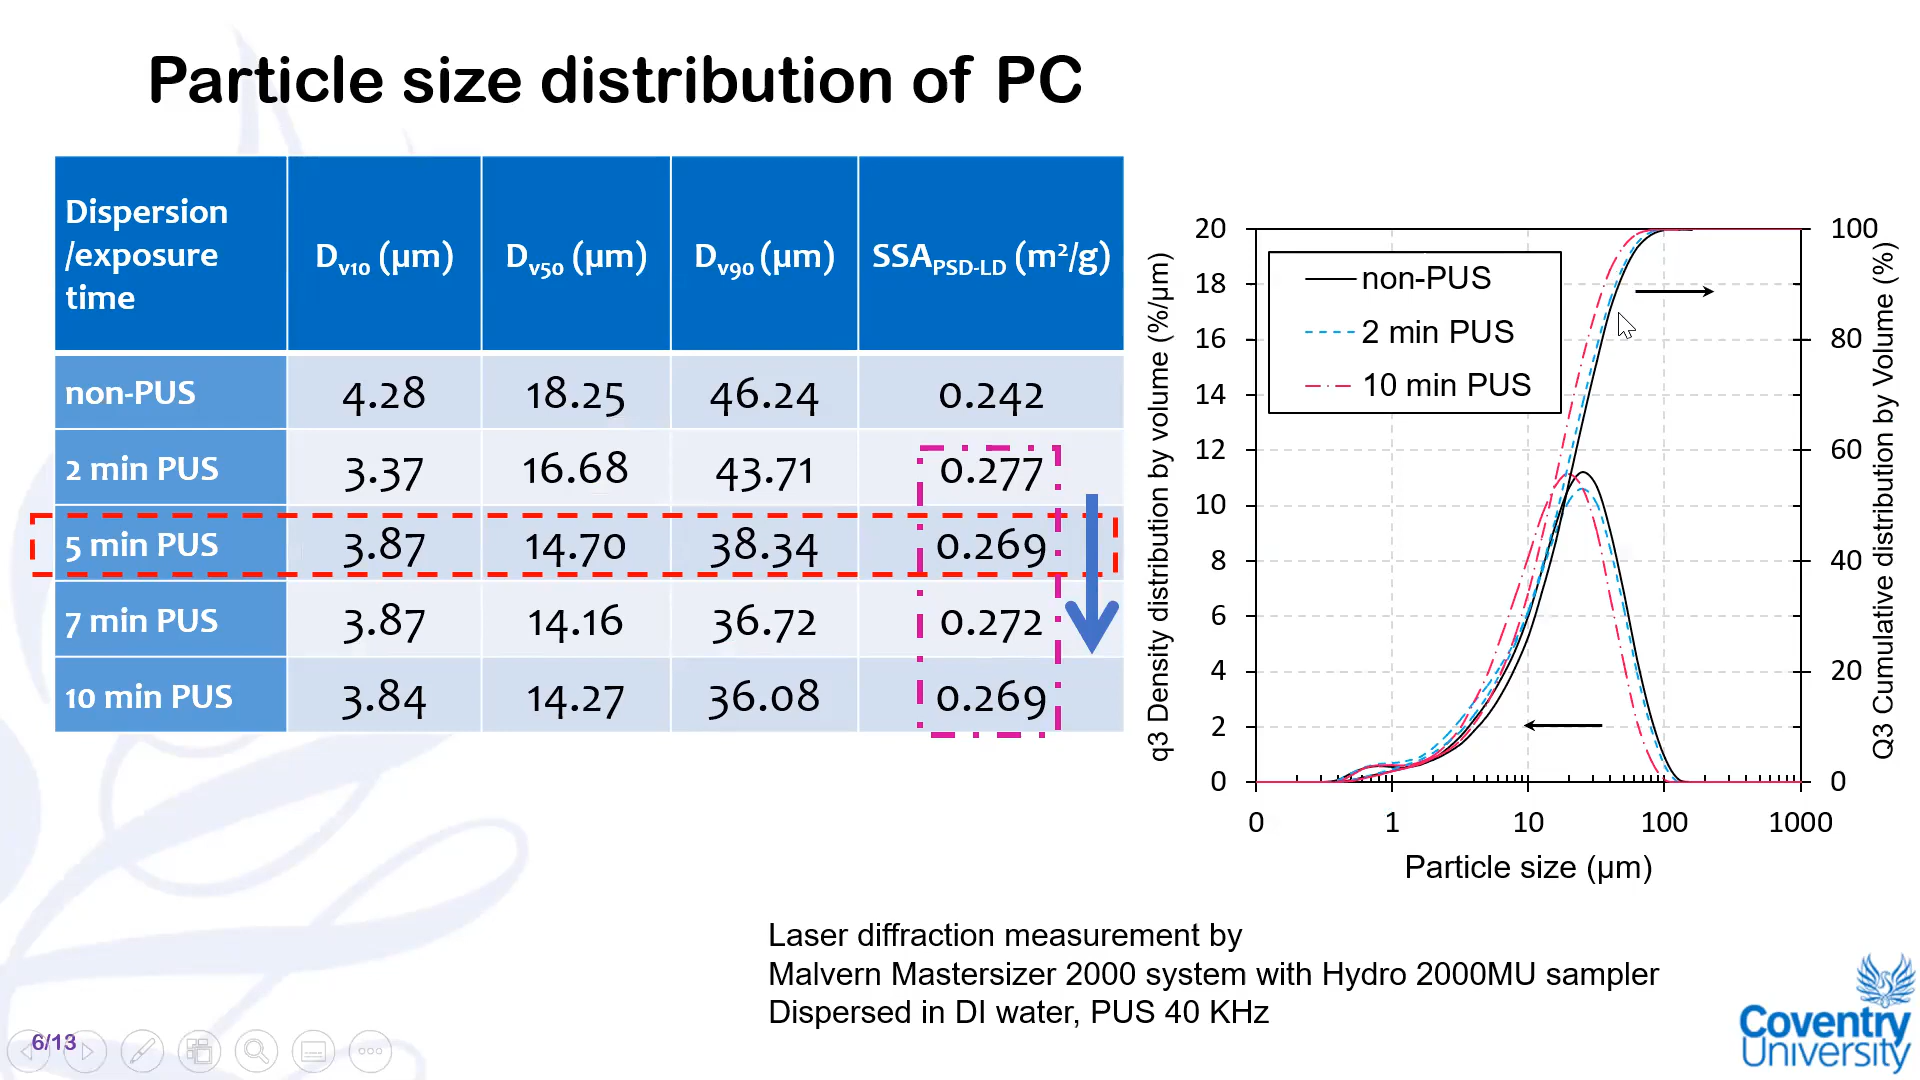 Particle size distribution of PC
Dispersion
/exposure
time
Dv10 (µm)
Dv50 (µm)
Dv90 (µm)
SSAPSD-LD (m²/g)
non-PUS 4.28 18.25 46.24 0.242
2 min PUS 3.37 16.68 43.71 0.277
5 min PUS 3.87 14.70 38.34 0.269
7 min PUS 3.87 14.16 36.72 0.272
10 min PUS 3.84 14.27 36.08 0.269
q3 Density distribution by volume (%/µm)
20
18
16
14
12
10
8
6
4
2
0
non-PUS
2 min PUS
10 min PUS
100
80
60
40
20
0
Q3 Cumulative distribution by Volume (%)
0 1 10 100 1000
Particle size (µm)
Laser diffraction measurement by
Malvern Mastersizer 2000 system with Hydro 2000MU sampler
Dispersed in DI water, PUS 40 KHz
6/13
Coventry
University